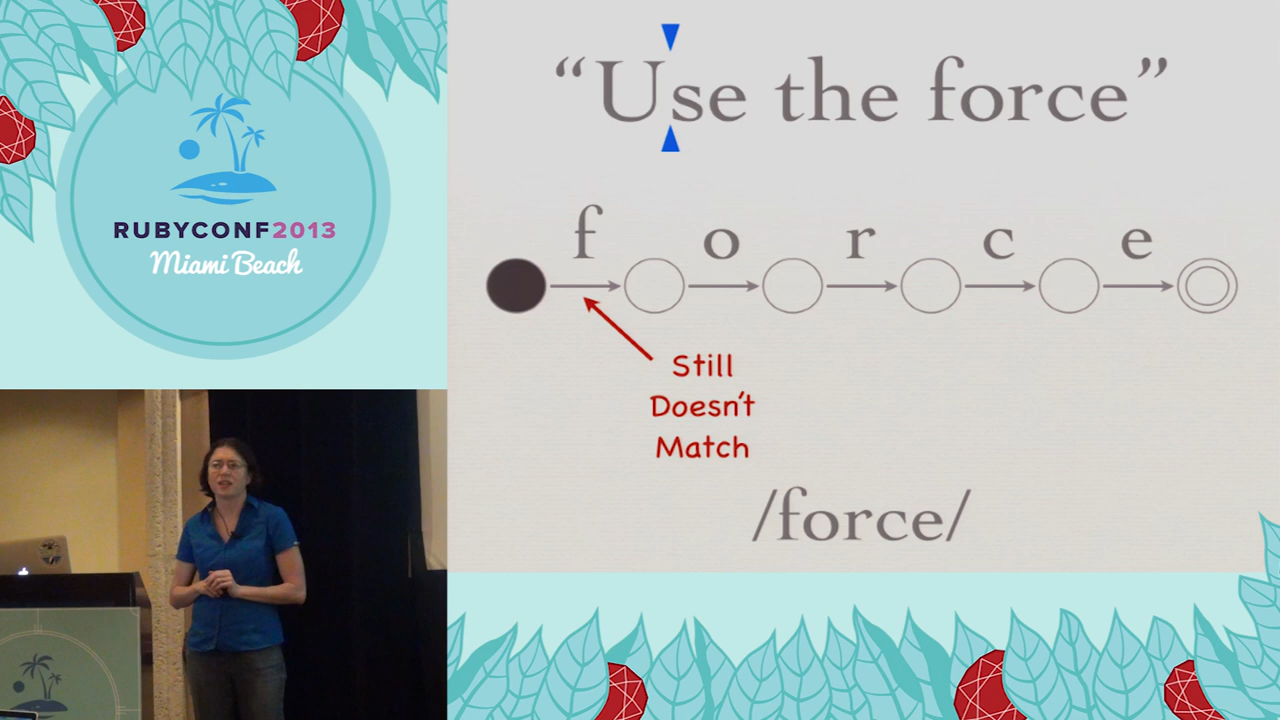 RUBYCONF2013
Miami Beach
“Use the force”
f o r c e
Still
Doesn't
Match
/force/